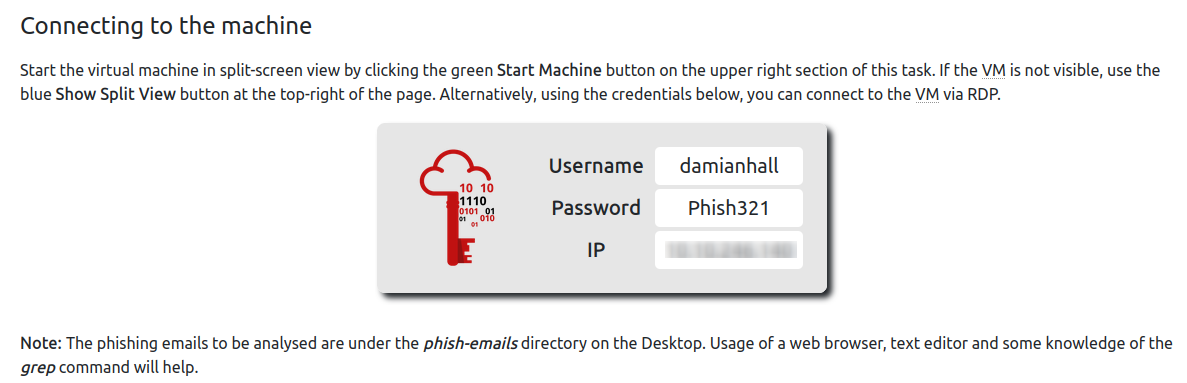 Connecting to the machine
Start the virtual machine in split-screen view by clicking the green Start Machine button on the upper right section of this task. If the VM is not visible, use the
blue Show Split View button at the top-right of the page. Alternatively, using the credentials below, you can connect to the VM via RDP.
10 10
1110
0101 01
01 010
01
Username damianhall
Password Phish321
IP
Note: The phishing emails to be analysed are under the phish-emails directory on the Desktop. Usage of a web browser, text editor and some knowledge of the
grep command will help.